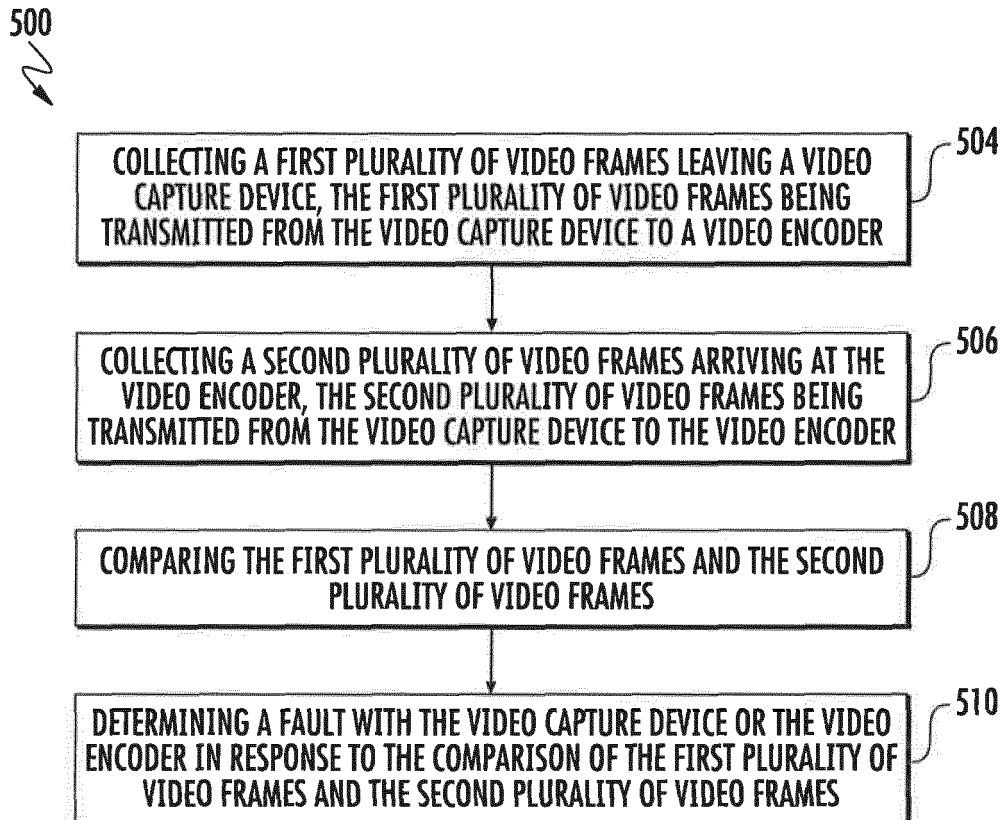 500
COLLECTING A FIRST PLURALITY OF VIDEO FRAMES LEAVING A VIDEO
CAPTURE DEVICE, THE FIRST PLURALITY OF VIDEO FRAMES BEING
TRANSMITTED FROM THE VIDEO CAPTURE DEVICE TO A VIDEO ENCODER
504
COLLECTING A SECOND PLURALITY OF VIDEO FRAMES ARRIVING AT THE
VIDEO ENCODER, THE SECOND PLURALITY OF VIDEO FRAMES BEING
TRANSMITTED FROM THE VIDEO CAPTURE DEVICE TO THE VIDEO ENCODER
506
COMPARING THE FIRST PLURALITY OF VIDEO FRAMES AND THE SECOND
PLURALITY OF VIDEO FRAMES
508
DETERMINING A FAULT WITH THE VIDEO CAPTURE DEVICE OR THE VIDEO
ENCODER IN RESPONSE TO THE COMPARISON OF THE FIRST PLURALITY OF
VIDEO FRAMES AND THE SECOND PLURALITY OF VIDEO FRAMES
510